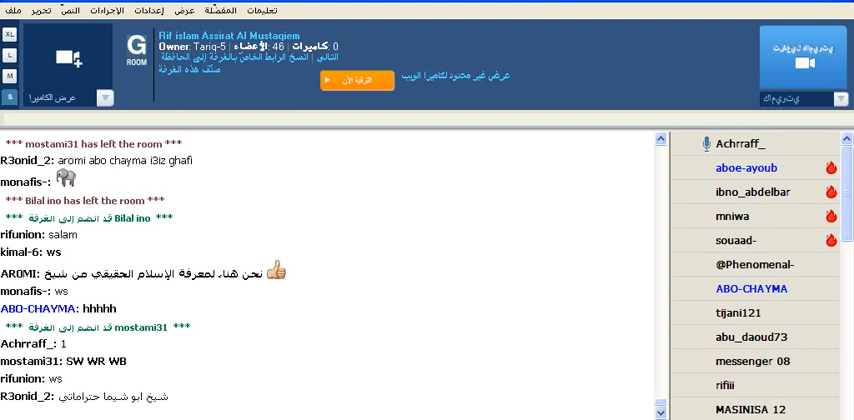 ملف تحرير النصّ الإجراءات إعدادات عرض المفضلّة تعليمات
XL
L
M
S
عرض الكاميرا
G
ROOM
Rif islam Assirat Al Mustaqiem
Owner: Tariq-5 | الأعضاء: 46 | كاميرات: 0
التالي | انسخ الرابط الخاصّ بالغرفة إلى الحافظة
صنّف هذه الغرفة
الترقية الآن
عرض غير محدود لكاميرا الويب
*** mostami31 has left the room ***
R3onid_2: aromi abo chayma i3iz ghafi
monafis-:
*** Bilal ino has left the room ***
*** قد انضم إلى الغرفة Bilal ino ***
rifunion: salam
kimal-6: ws
AROMI: نحن هناء لمعرفة الإسلام الحقيقي من شيخ
monafis-: ws
ABO-CHAYMA: hhhhh
*** قد انضم إلى الغرفة mostami31 ***
Achrraff_: 1
mostami31: SW WR WB
rifunion: ws
R3onid_2: شيخ ابو شيما حتراماتي
Achrraff_
aboe-ayoub
ibno_abdelbar
mniwa
souaad-
@Phenomenal-
ABO-CHAYMA
tijani121
abu_daoud73
messenger 08
rifiii
MASINISA 12